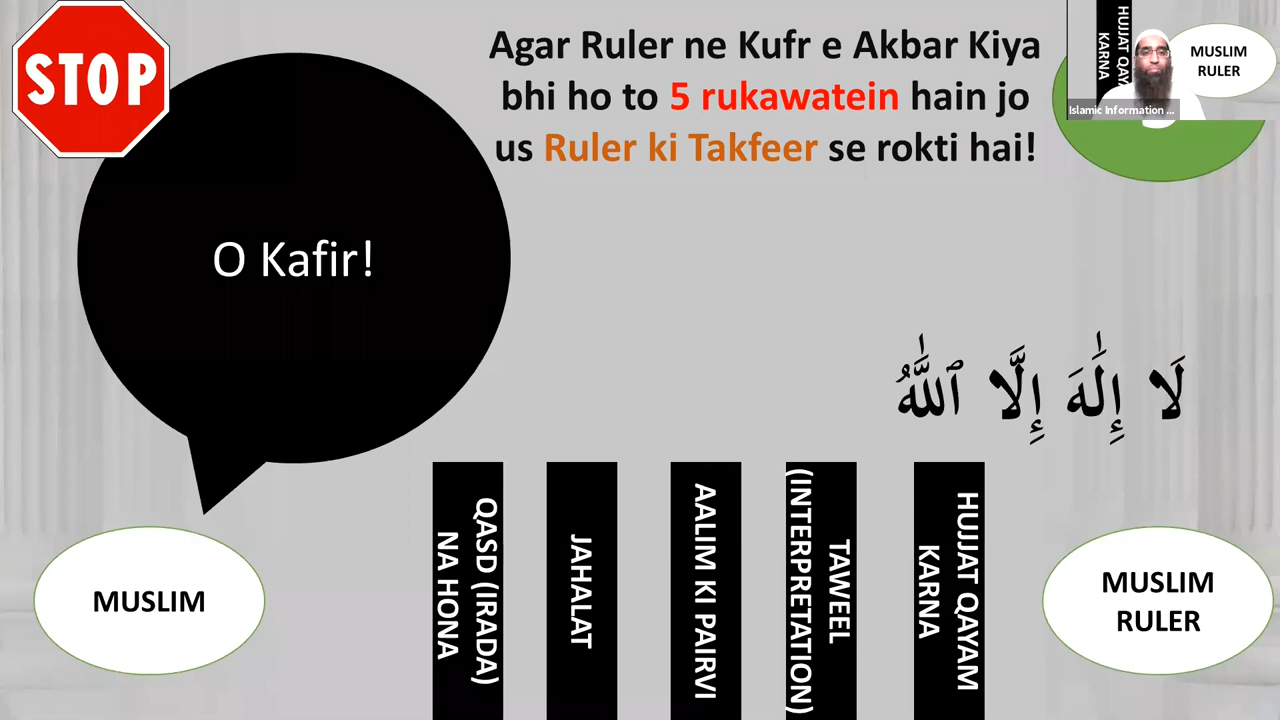 STOP
Agar Ruler ne Kufr e Akbar Kiya
bhi ho to 5 rukawatein hain jo
us Ruler ki Takfeer se rokti hai!
HUJJAT QAYA
KARNA
MUSLIM
RULER
Islamic Information ...
O Kafir!
لَا إِلَٰهَ إِلَّا ٱللَّٰهُ
MUSLIM
QASD (IRADA)
NA HONA
JAHALAT
AALIM KI PAIRVI
TAWEEL
(INTERPRETATION)
HUJJAT QAYAM
KARNA
MUSLIM
RULER